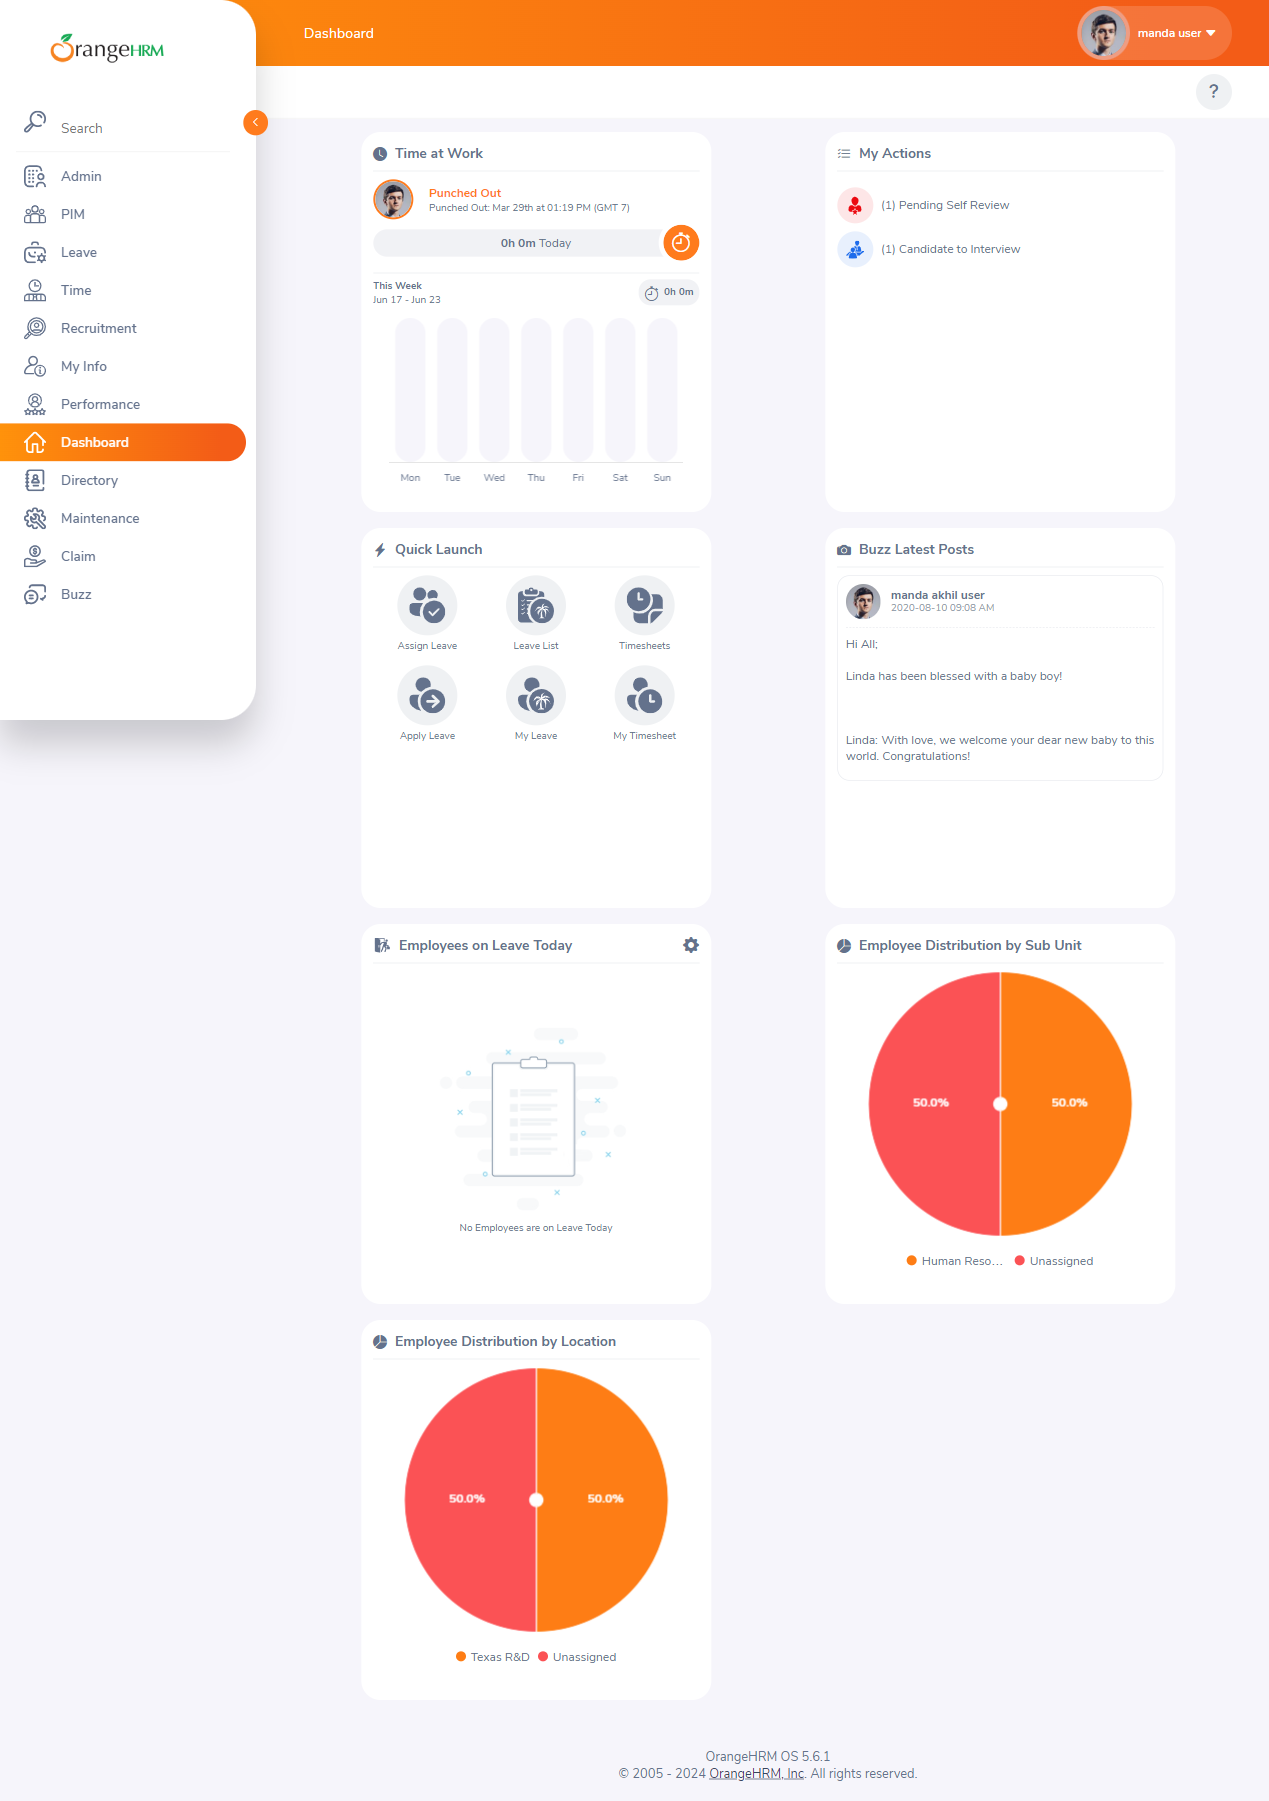 OrangeHRM
Dashboard
manda user
?
Search
Admin
PIM
Leave
Time
Recruitment
My Info
Performance
Dashboard
Directory
Maintenance
Claim
Buzz
Time at Work
Punched Out
Punched Out: Mar 29th at 01:19 PM (GMT 7)
0h 0m Today
This Week
Jun 17 - Jun 23
0h 0m
Mon Tue Wed Thu Fri Sat Sun
My Actions
(1) Pending Self Review
(1) Candidate to Interview
Quick Launch
Assign Leave
Leave List
Timesheets
Apply Leave
My Leave
My Timesheet
Buzz Latest Posts
manda akhil user
2020-08-10 09:08 AM
Hi All;
Linda has been blessed with a baby boy!
Linda: With love, we welcome your dear new baby to this
world. Congratulations!
Employees on Leave Today
No Employees are on Leave Today
Employee Distribution by Sub Unit
50.0%
50.0%
Human Reso...
Unassigned
Employee Distribution by Location
50.0%
50.0%
Texas R&D
Unassigned
OrangeHRM OS 5.6.1
© 2005 - 2024 OrangeHRM, Inc. All rights reserved.